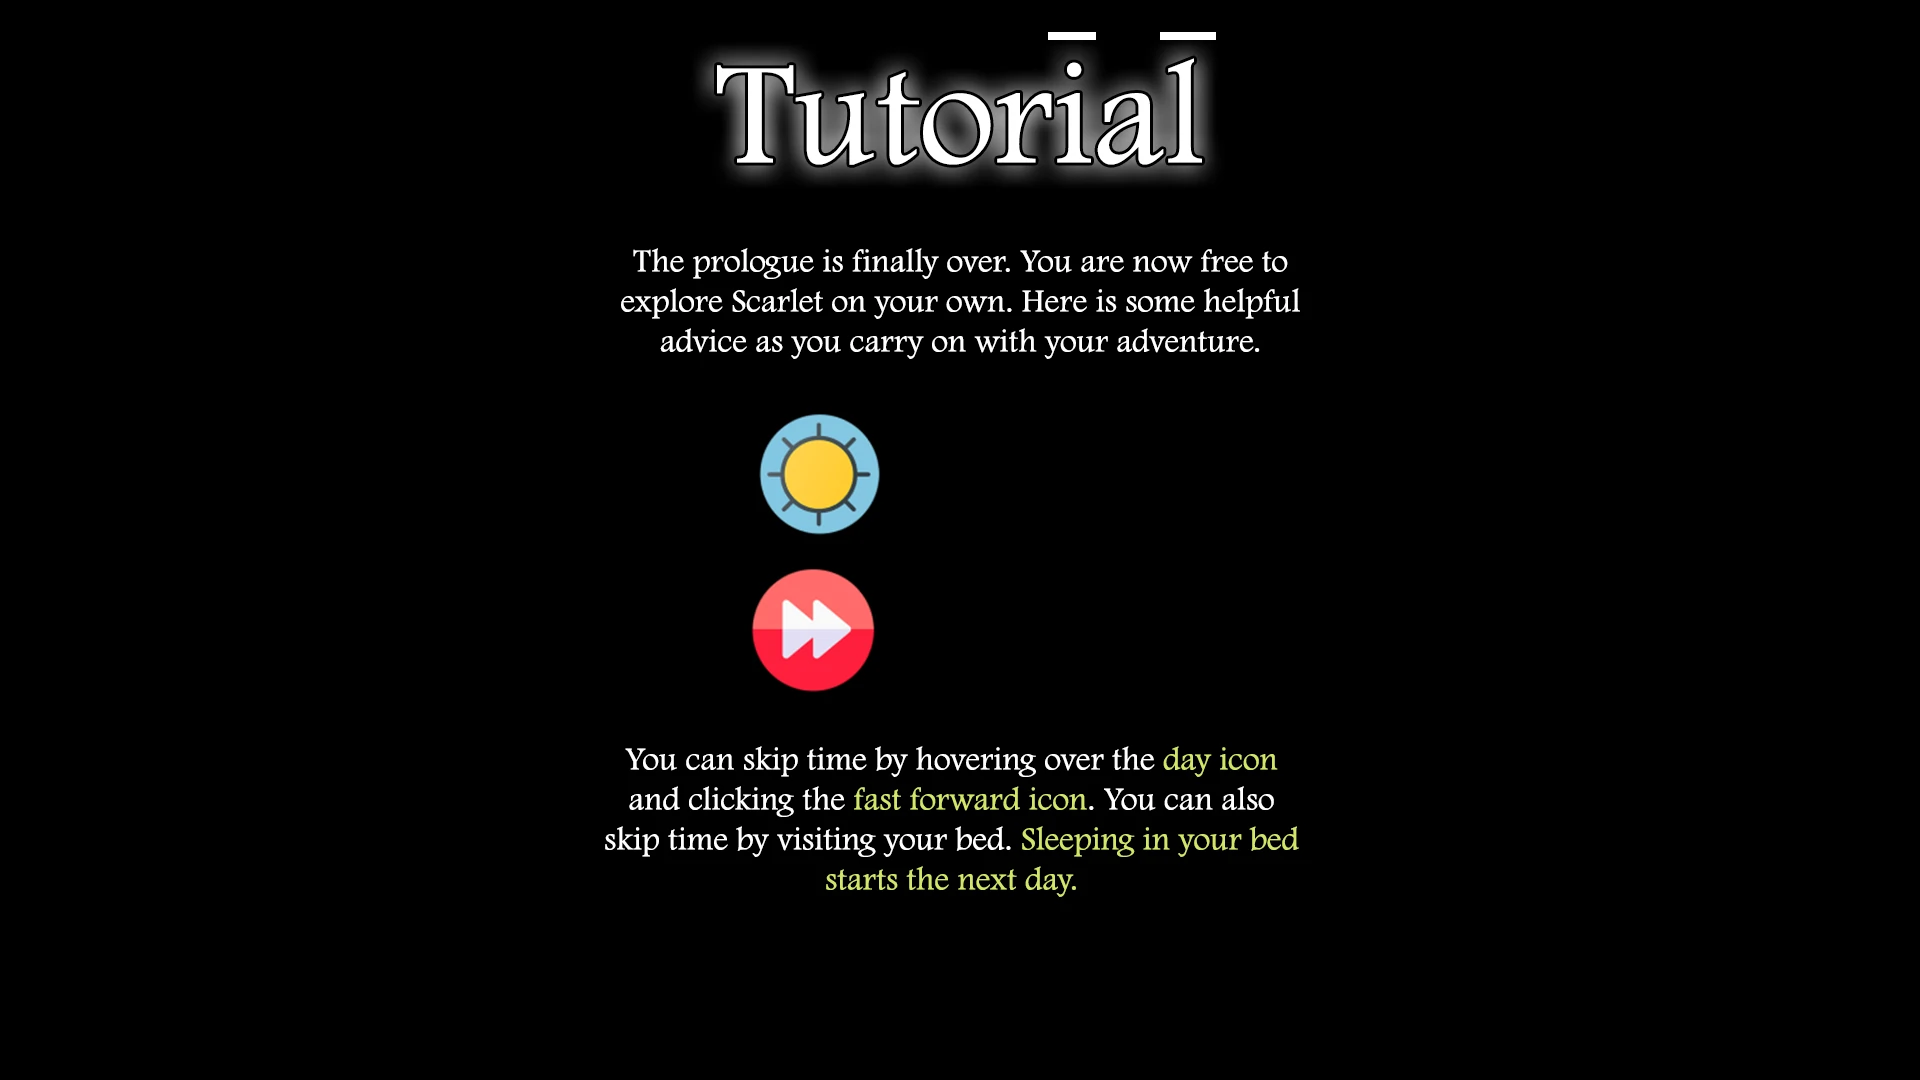 Tutorial
The prologue is finally over. You are now free to
explore Scarlet on your own. Here is some helpful
advice as you carry on with your adventure.
You can skip time by hovering over the day icon
and clicking the fast forward icon. You can also
skip time by visiting your bed. Sleeping in your bed
starts the next day.